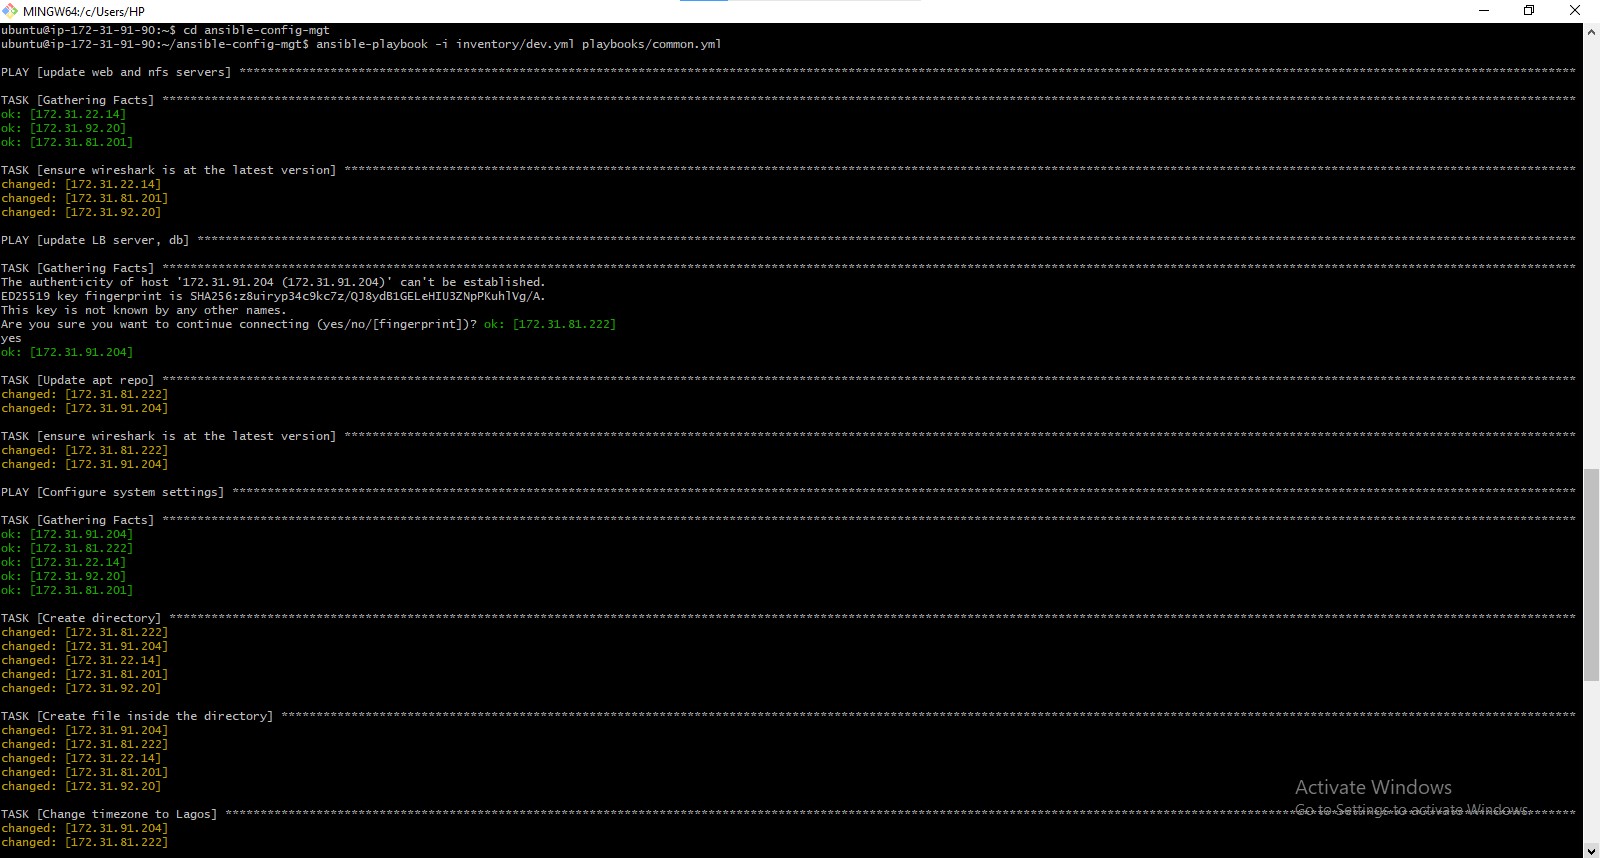 MINGW64:/c/Users/HP
ubuntu@ip-172-31-91-90:~$ cd ansible-config-mgt
ubuntu@ip-172-31-91-90:~/ansible-config-mgt$ ansible-playbook -i inventory/dev.yml playbooks/common.yml
PLAY [update web and nfs servers] ****************************************************************
TASK [Gathering Facts] ****************************************************************
ok: [172.31.22.14]
ok: [172.31.92.20]
ok: [172.31.81.201]
TASK [ensure wireshark is at the latest version] ****************************************************************
changed: [172.31.22.14]
changed: [172.31.81.201]
changed: [172.31.92.20]
PLAY [update LB server, db] ****************************************************************
TASK [Gathering Facts] ****************************************************************
The authenticity of host '172.31.91.204 (172.31.91.204)' can't be established.
ED25519 key fingerprint is SHA256:z8uiryp34c9kc7z/QJ8ydB1GELeHIU3ZNpPKuhlVg/A.
This key is not known by any other names.
Are you sure you want to continue connecting (yes/no/[fingerprint])? ok: [172.31.81.222]
yes
ok: [172.31.91.204]
TASK [Update apt repo] ****************************************************************
changed: [172.31.81.222]
changed: [172.31.91.204]
TASK [ensure wireshark is at the latest version] ****************************************************************
changed: [172.31.81.222]
changed: [172.31.91.204]
PLAY [Configure system settings] ****************************************************************
TASK [Gathering Facts] ****************************************************************
ok: [172.31.91.204]
ok: [172.31.81.222]
ok: [172.31.22.14]
ok: [172.31.92.20]
ok: [172.31.81.201]
TASK [Create directory] ****************************************************************
changed: [172.31.81.222]
changed: [172.31.91.204]
changed: [172.31.22.14]
changed: [172.31.81.201]
changed: [172.31.92.20]
TASK [Create file inside the directory] ****************************************************************
changed: [172.31.91.204]
changed: [172.31.81.222]
changed: [172.31.22.14]
changed: [172.31.81.201]
changed: [172.31.92.20]
TASK [Change timezone to Lagos] ****************************************************************
changed: [172.31.91.204]
changed: [172.31.81.222]
Activate Windows
Go to Settings to activate Windows.